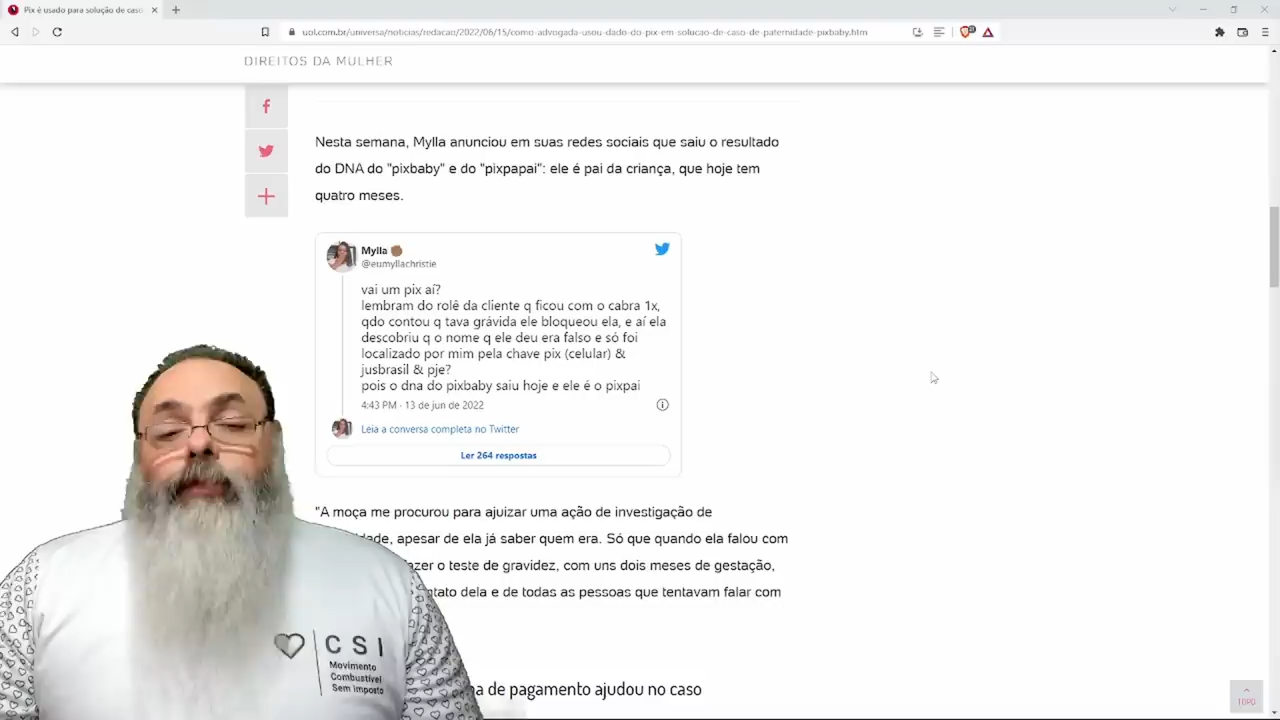 Pix é usado para solução de caso
uol.com.br/universa/noticias/redacao/2022/06/15/como-advogada-usou-dado-do-pix-em-solucao-de-caso-de-paternidade-pixbaby.htm
DIREITOS DA MULHER
Nesta semana, Mylla anunciou em suas redes sociais que saiu o resultado
do DNA do "pixbaby" e do "pixpapai": ele é pai da criança, que hoje tem
quatro meses.
Mylla
@eumyllachristie
vai um pix aí?
lembram do rolê da cliente q ficou com o cabra 1x,
qdo contou q tava grávida ele bloqueou ela, e aí ela
descobriu q o nome q ele deu era falso e só foi
localizado por mim pela chave pix (celular) &
jusbrasil & pje?
pois o dna do pixbaby saiu hoje e ele é o pixpai
4:43 PM · 13 de jun de 2022
Leia a conversa completa no Twitter
Ler 264 respostas
"A moça me procurou para ajuizar uma ação de investigação de
apesar de ela já saber quem era. Só que quando ela falou com
o teste de gravidez, com uns dois meses de gestação,
dela e de todas as pessoas que tentavam falar com
de pagamento ajudou no caso
CSI
Movimento
Combustível
Sem Imposto
TOPO